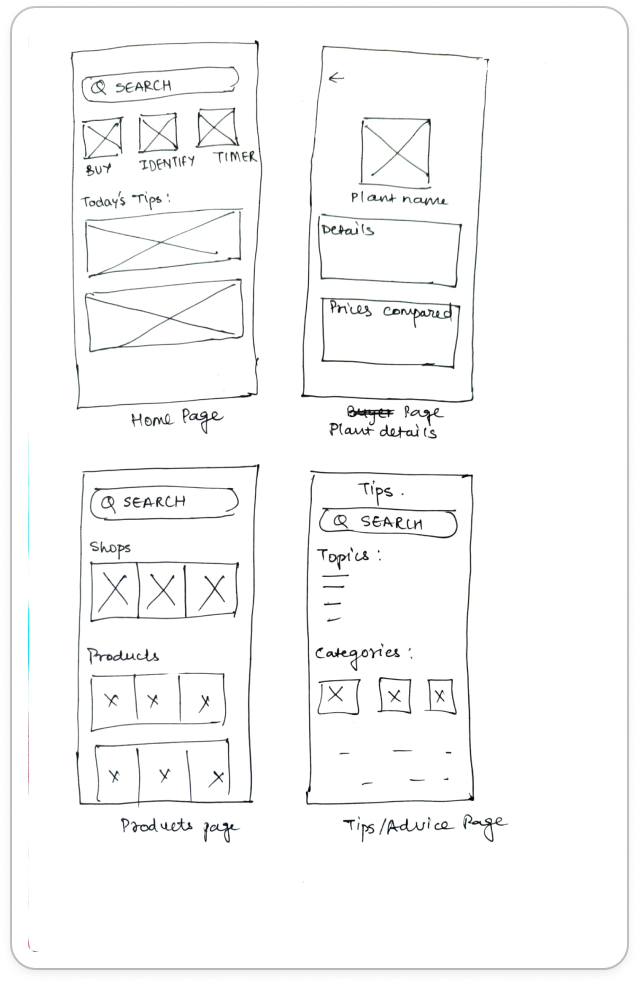 SEARCH
BUY IDENTIFY TIMER
Today's Tips:
Home Page
←
Plant name
Details
Prices compared
Buyer Page
Plant details
SEARCH
Shops
Products
Products page
Tips.
SEARCH
Topics:
Categories:
Tips/Advice Page